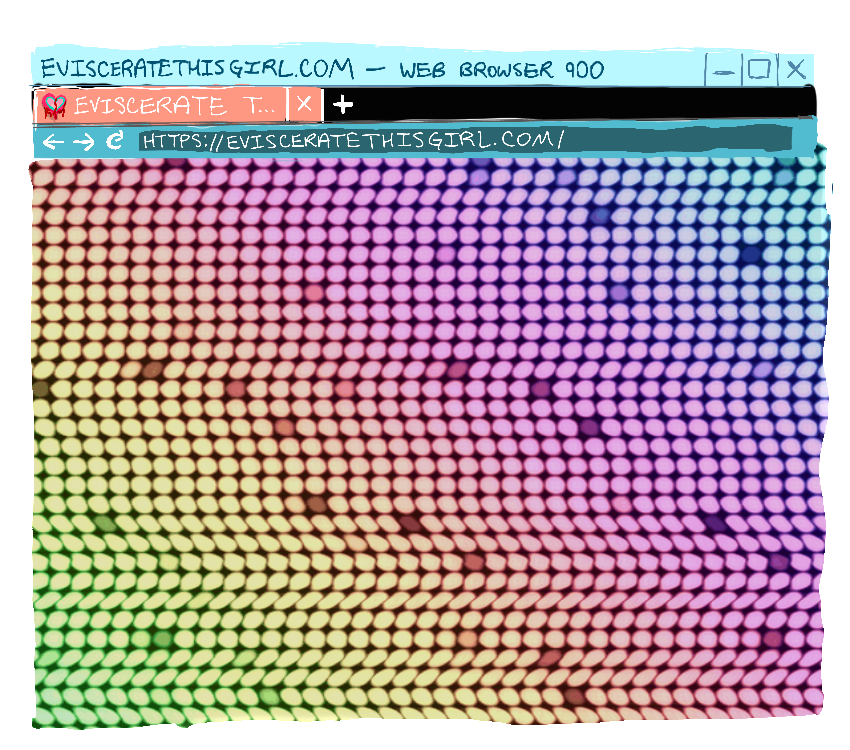 EVISCERATETHISGIRL.COM — WEB BROWSER 900
EVISCERATE T...
HTTPS://EVISCERATETHISGIRL.COM/